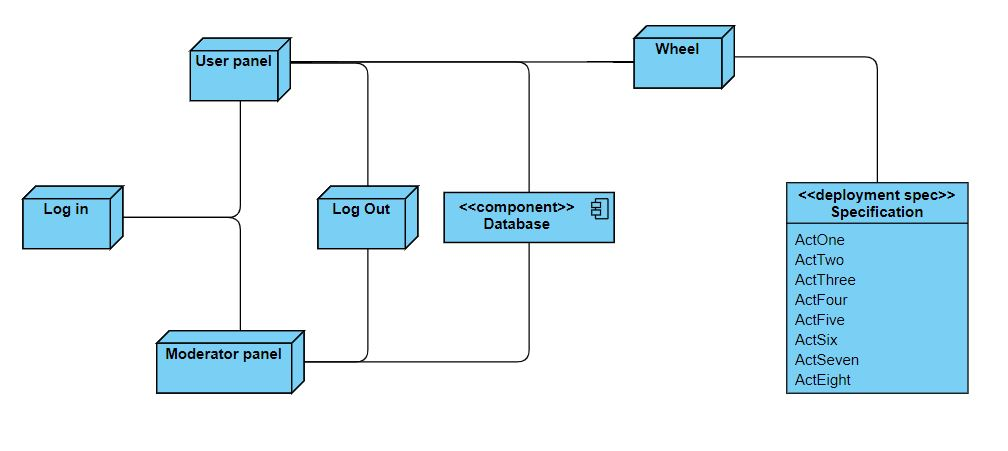 User panel
Wheel
Log in
Log Out
<<component>>
Database
<<deployment spec>>
Specification
ActOne
ActTwo
ActThree
ActFour
ActFive
ActSix
ActSeven
ActEight
Moderator panel